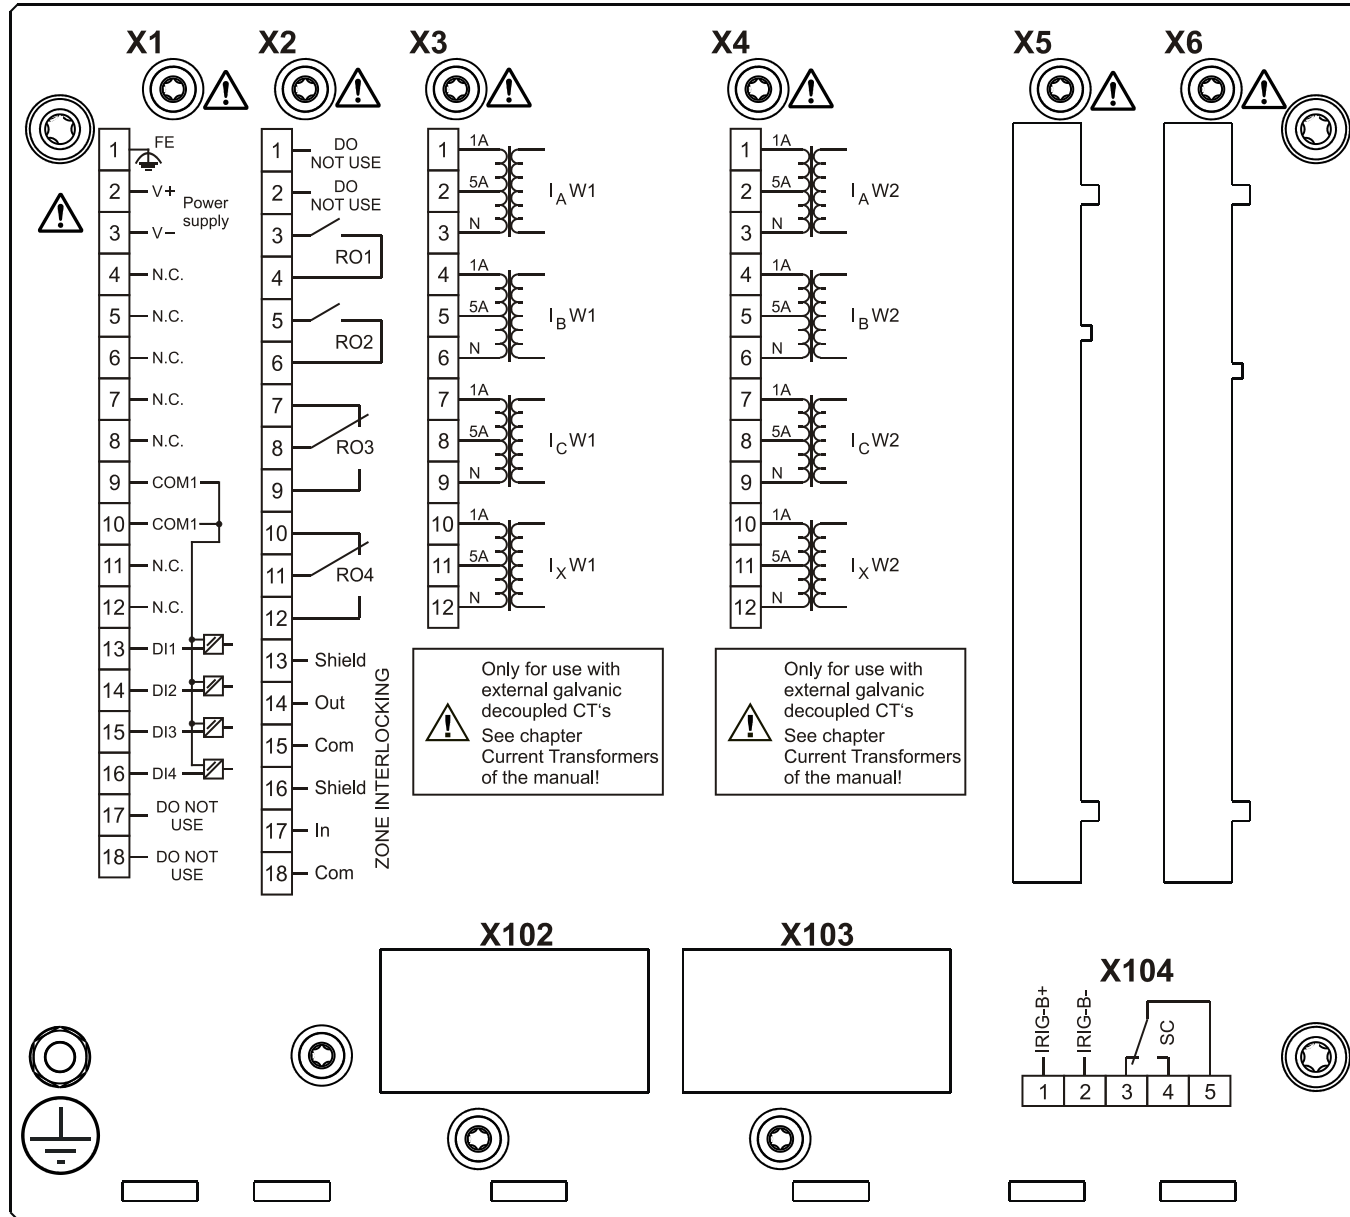 X1
X2
X3
X4
X5
X6
1 FE
2 V+
Power
supply
3 V-
4 N.C.
5 N.C.
6 N.C.
7 N.C.
8 N.C.
9 COM1
10 COM1
11 N.C.
12 N.C.
13 DI1
14 DI2
15 DI3
16 DI4
17 DO NOT
USE
18 DO NOT
USE
1 DO
NOT USE
2 DO
NOT USE
3
RO1
4
5
RO2
6
7
8 RO3
9
10
11 RO4
12
13 Shield
14 Out
15 Com
16 Shield
17 In
18 Com
ZONE INTERLOCKING
1 1A
2 5A IA W1
3 N
4 1A
5 5A IB W1
6 N
7 1A
8 5A IC W1
9 N
10 1A
11 5A IX W1
12 N
Only for use with
external galvanic
decoupled CT‘s
See chapter
Current Transformers
of the manual!
1 1A
2 5A IA W2
3 N
4 1A
5 5A IB W2
6 N
7 1A
8 5A IC W2
9 N
10 1A
11 5A IX W2
12 N
Only for use with
external galvanic
decoupled CT‘s
See chapter
Current Transformers
of the manual!
X102
X103
X104
IRIG-B+
IRIG-B-
SC
1 2 3 4 5